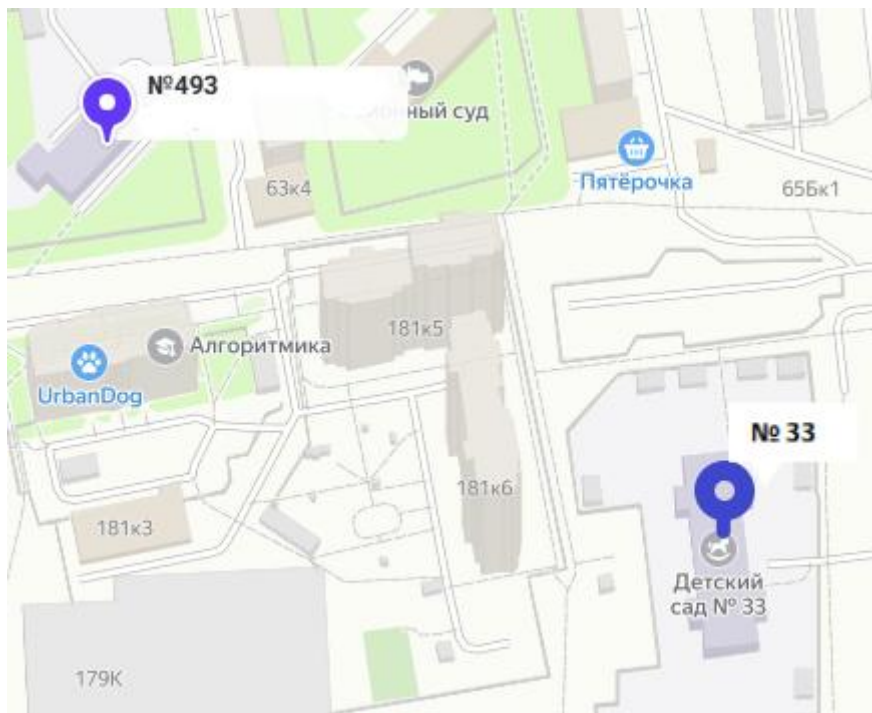 №493
ный суд
63к4
Пятёрочка
65Бк1
181к5
Алгоритмика
UrbanDog
№ 33
181к6
181к3
Детский
сад № 33
179К